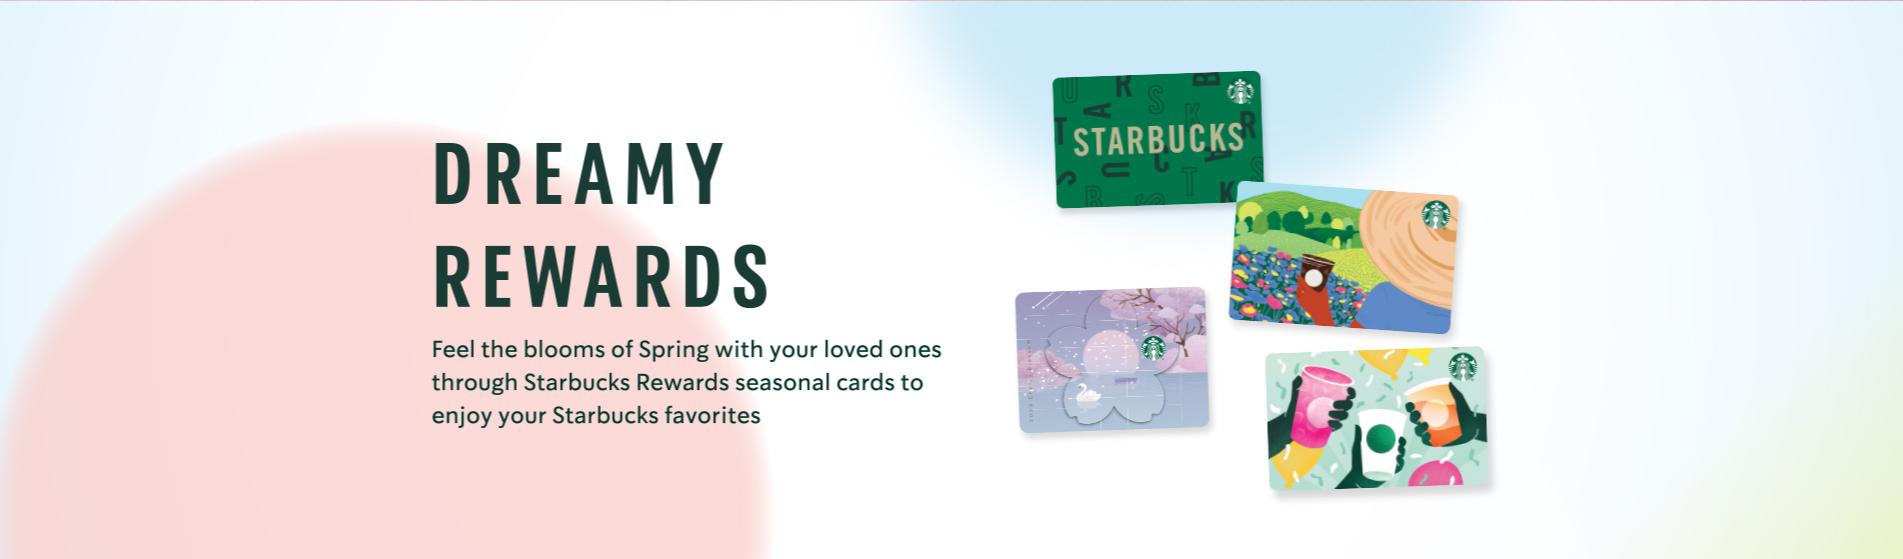 DREAMY
REWARDS
Feel the blooms of Spring with your loved ones
through Starbucks Rewards seasonal cards to
enjoy your Starbucks favorites
STARBUCKS